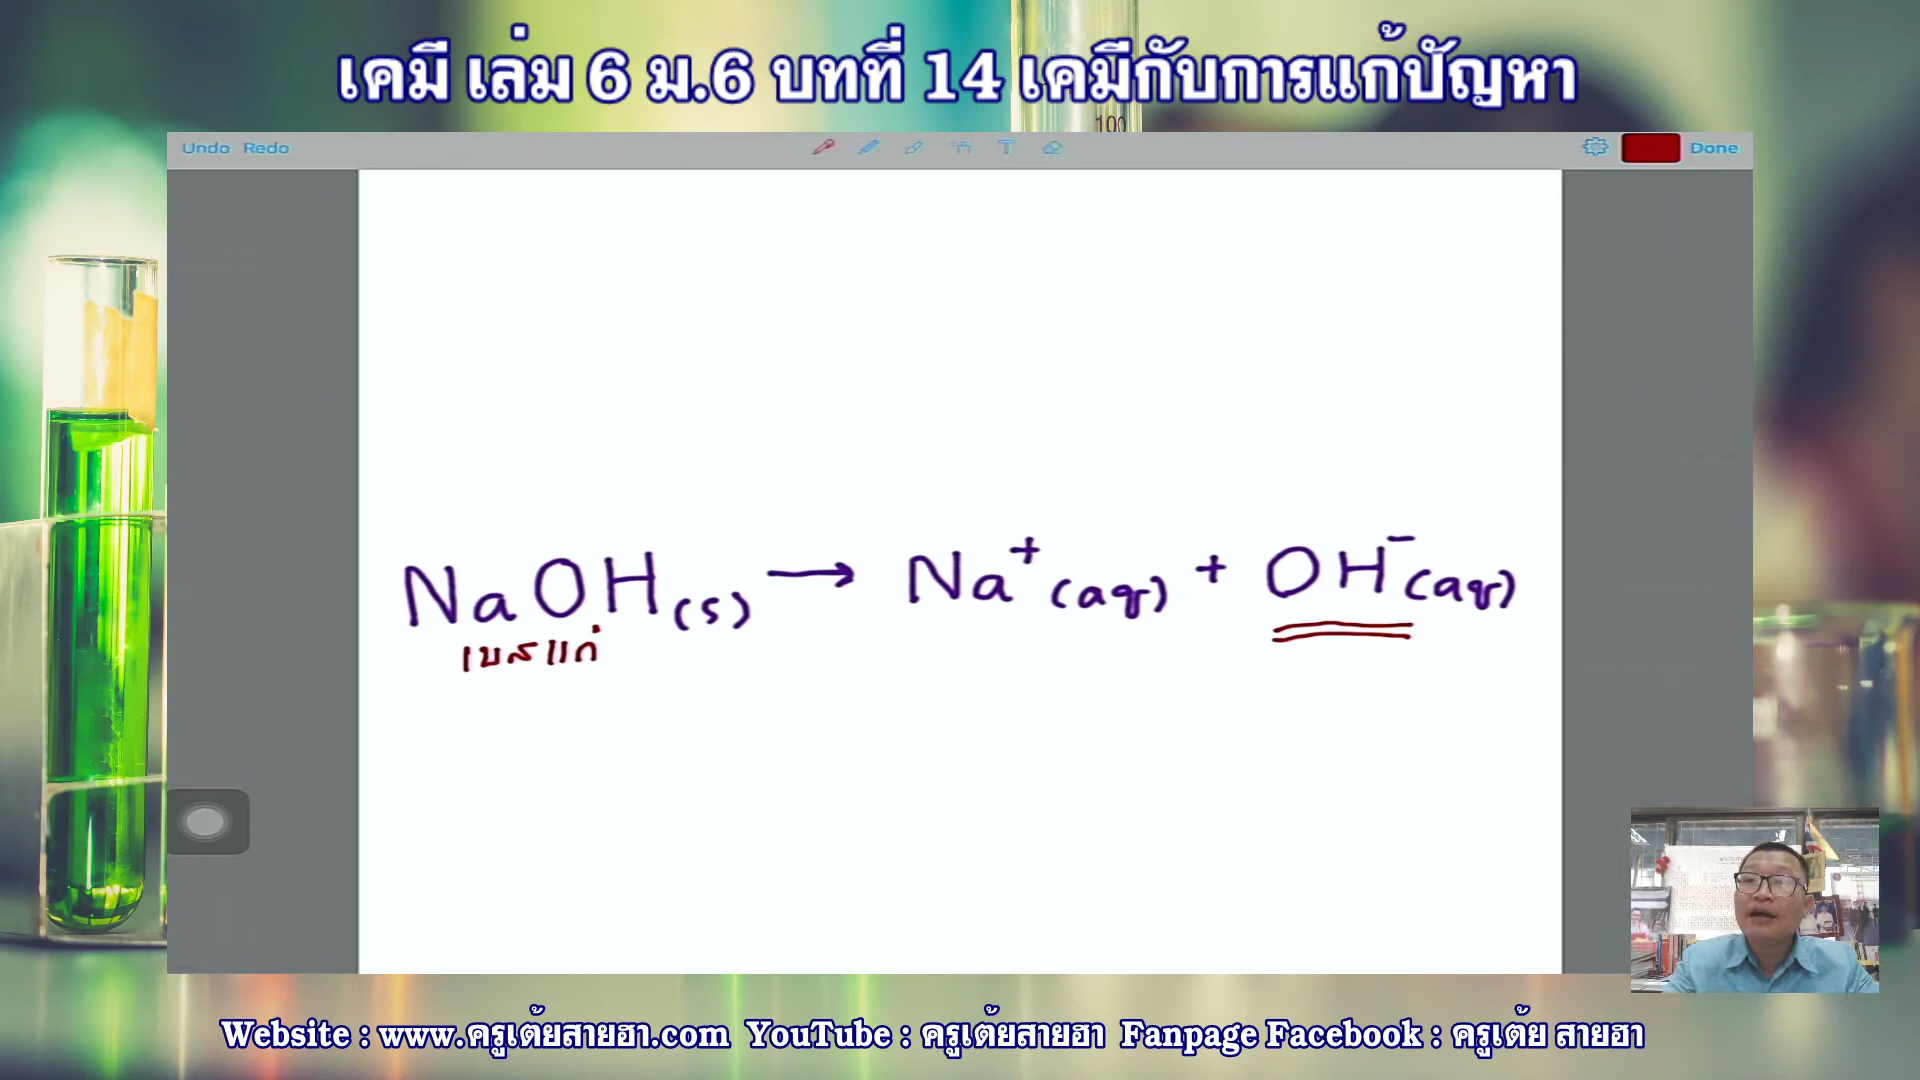 เคมี เล่ม 6 ม.6 บทที่ 14 เคมีกับการแก้ปัญหา
100
Undo Redo
Done
NaOH(s) → Na⁺(aq) + OH⁻(aq)
เบสแก่
Website : www.ครูเต้ยสายฮา.com YouTube : ครูเต้ยสายฮา Fanpage Facebook : ครูเต้ย สายฮา